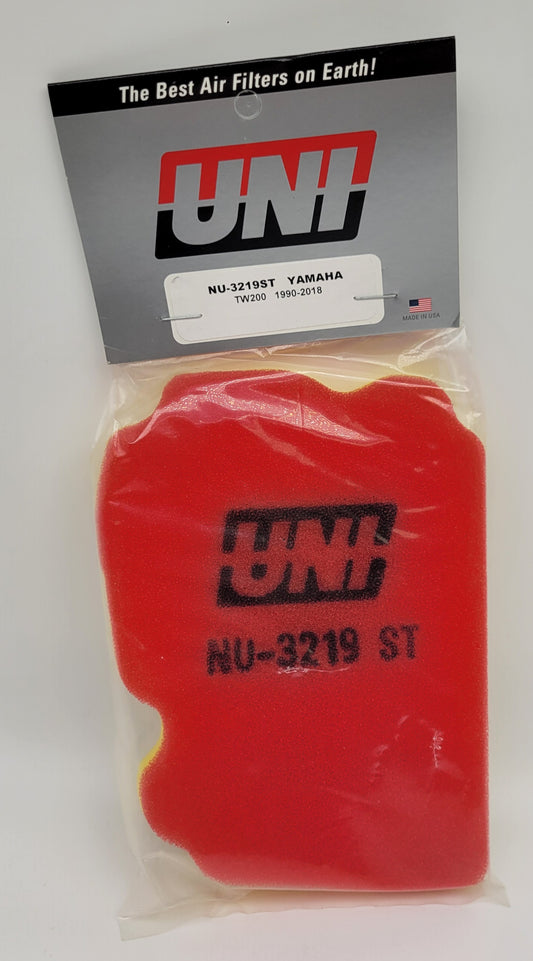 The Best Air Filters on Earth!
UNI
NU-3219ST YAMAHA
TW200 1990-2018
MADE IN USA
UNI
NU-3219 ST